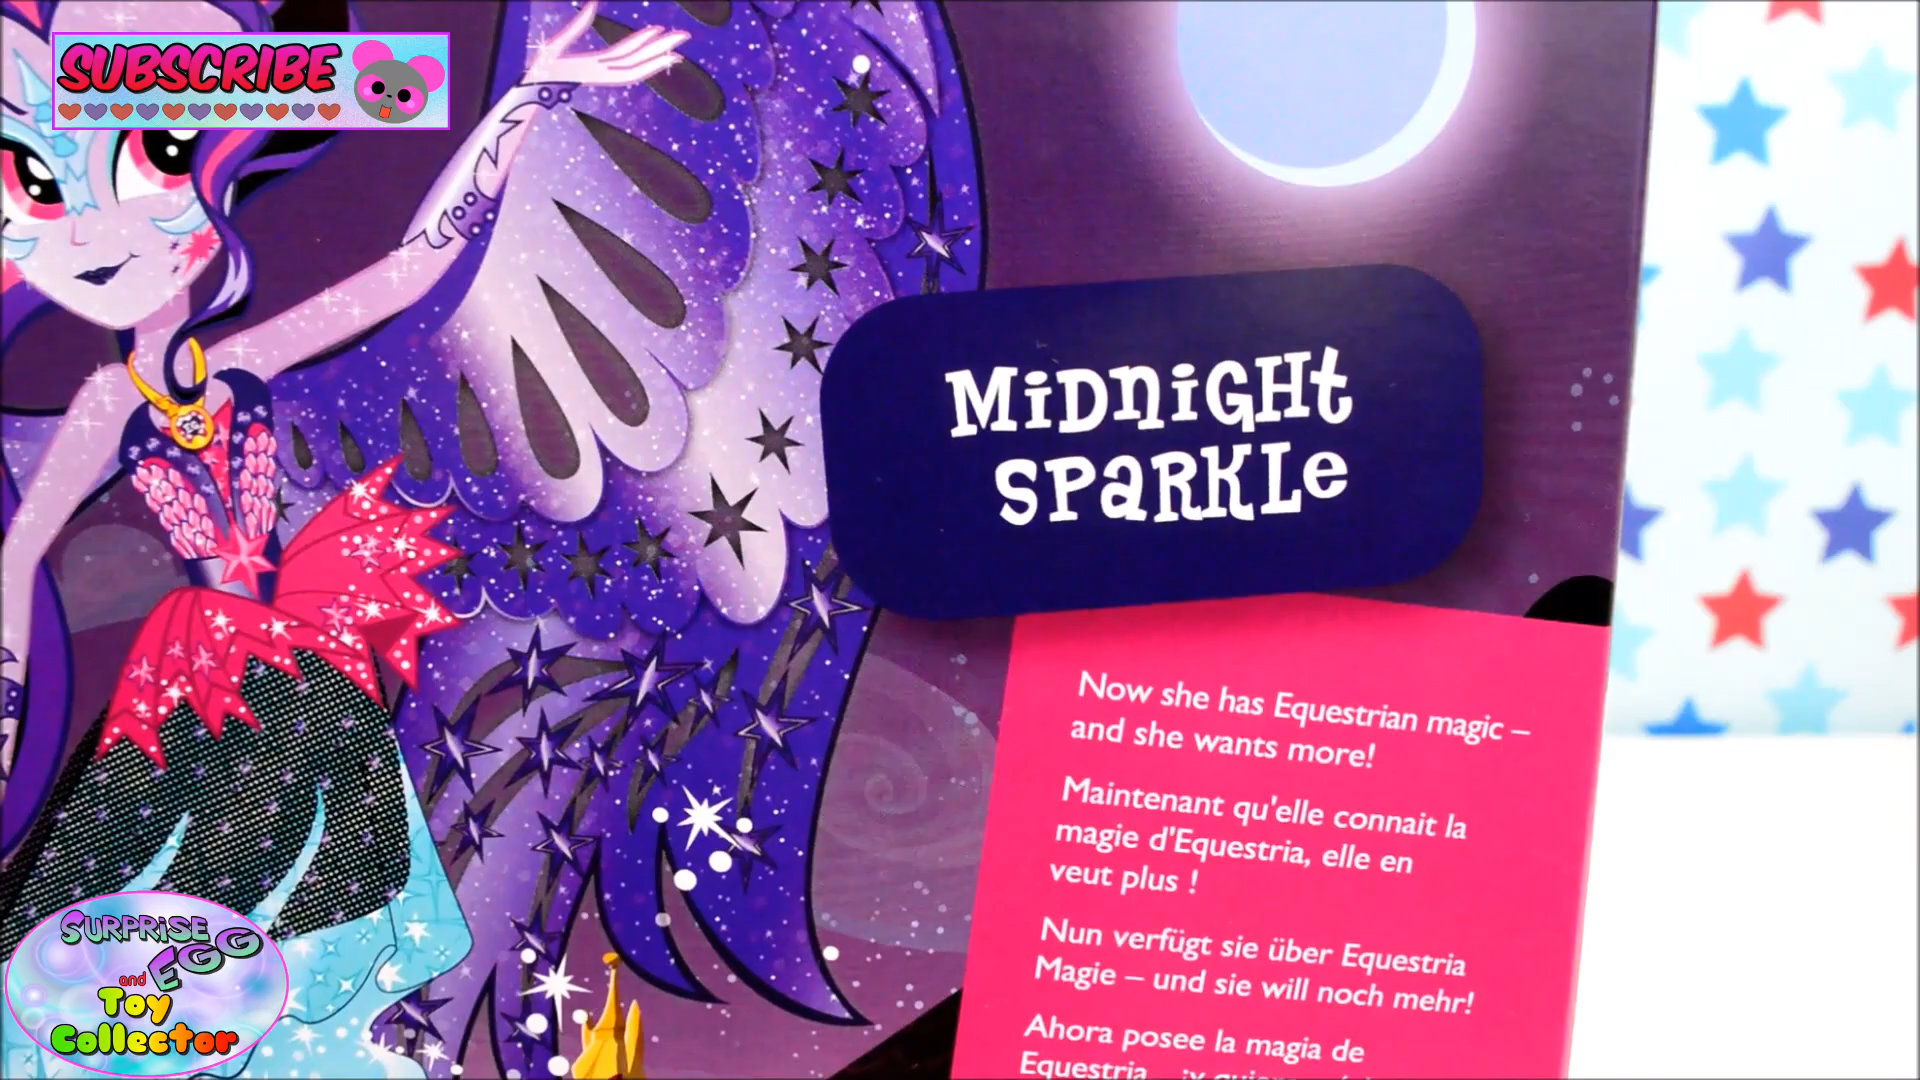 SUBSCRIBE
MIDNIGHT
SPARKLE
Now she has Equestrian magic –
and she wants more!
Maintenant qu'elle connait la
magie d'Equestria, elle en
veut plus !
Nun verfügt sie über Equestria
Magie – und sie will noch mehr!
Ahora posee la magia de
Equestria
SURPRISE
EGG
and
Toy
Collector